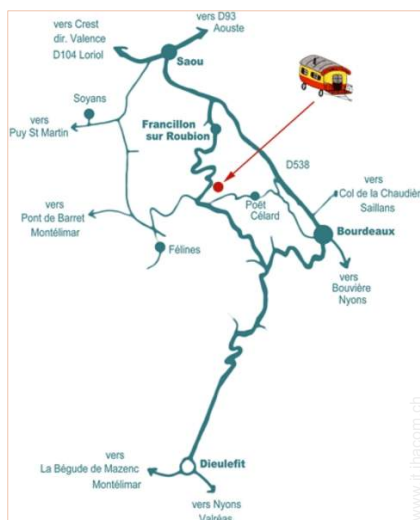 vers Crest
dir. Valence
D104 Loriol
vers D93
Aouste
Saou
Soyans
vers
Puy St Martin
Francillon
sur Roubion
D538
vers
Col de la Chaudière
Saillans
vers
Pont de Barret
Montélimar
Poët
Célard
Bourdeaux
Félines
vers
Bouvière
Nyons
vers
La Bégude de Mazenc
Montélimar
Dieulefit
vers Nyons
Valréas